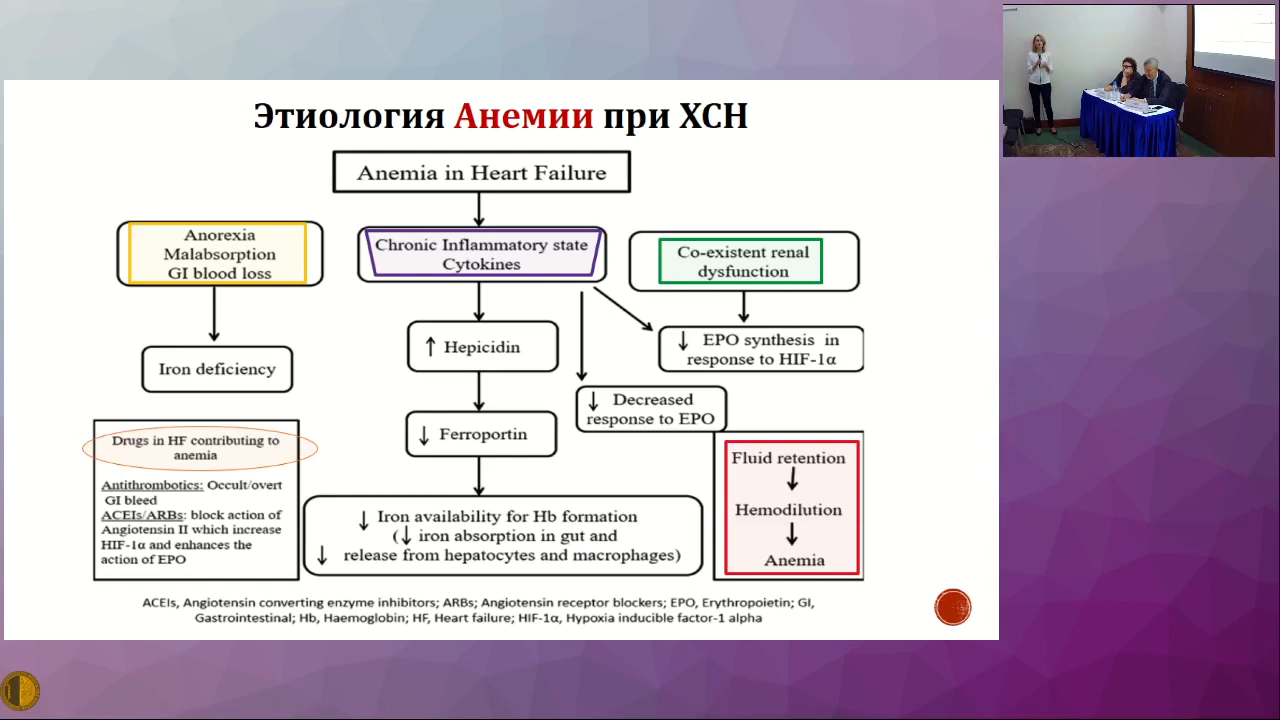 Этиология Анемии при ХСН
Anemia in Heart Failure
Anorexia
Malabsorption
GI blood loss
Chronic Inflammatory state
Cytokines
Co-existent renal
dysfunction
Iron deficiency
↑ Hepicidin
↓ EPO synthesis in
response to HIF-1α
↓ Decreased
response to EPO
↓ Ferroportin
Drugs in HF contributing to
anemia
Antithrombotics: Occult/overt
GI bleed
ACEIs/ARBs: block action of
Angiotensin II which increase
HIF-1α and enhances the
action of EPO
↓ Iron availability for Hb formation
(↓ iron absorption in gut and
↓ release from hepatocytes and macrophages)
Fluid retention
Hemodilution
Anemia
ACEIs, Angiotensin converting enzyme inhibitors; ARBs; Angiotensin receptor blockers; EPO, Erythropoietin; GI,
Gastrointestinal; Hb, Haemoglobin; HF, Heart failure; HIF-1α, Hypoxia inducible factor-1 alpha